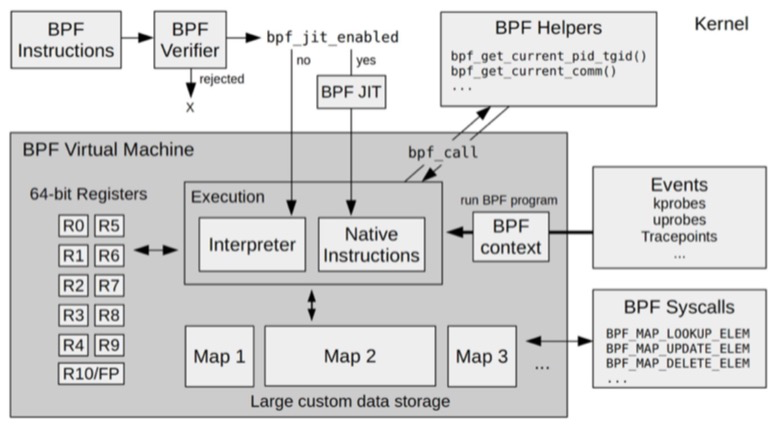 BPF
Instructions
BPF
Verifier
rejected
X
bpf_jit_enabled
no
yes
BPF JIT
BPF Helpers
bpf_get_current_pid_tgid()
bpf_get_current_comm()
...
Kernel
BPF Virtual Machine
bpf_call
64-bit Registers
R0 R5
R1 R6
R2 R7
R3 R8
R4 R9
R10/FP
Execution
Interpreter
Native
Instructions
run BPF program
BPF
context
Events
kprobes
uprobes
Tracepoints
...
Map 1
Map 2
Map 3
...
Large custom data storage
BPF Syscalls
BPF_MAP_LOOKUP_ELEM
BPF_MAP_UPDATE_ELEM
BPF_MAP_DELETE_ELEM
...